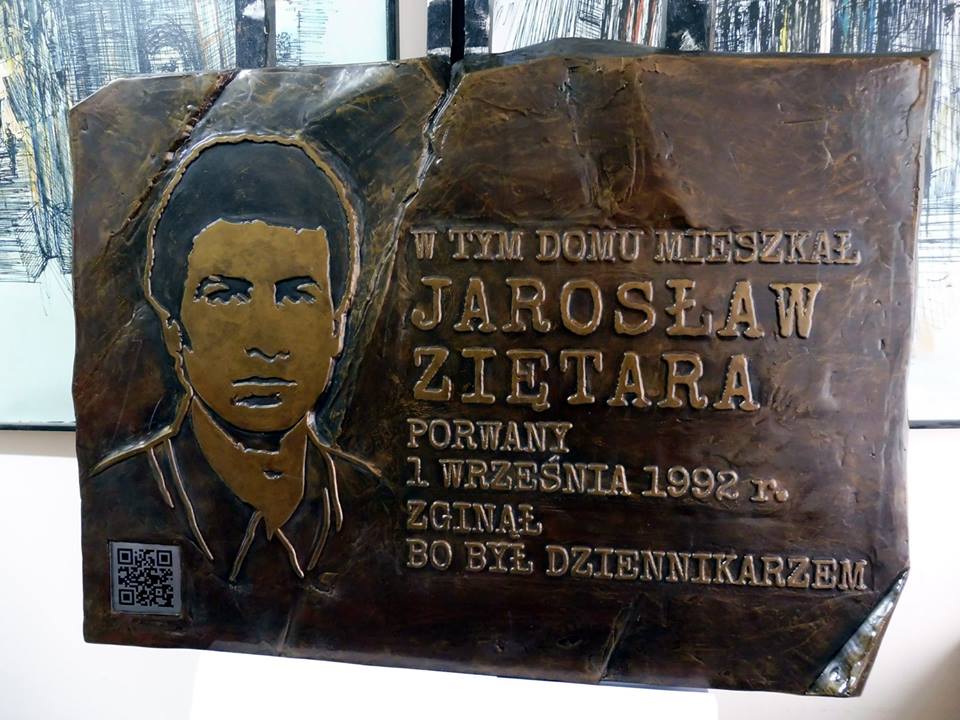 W TYM DOMU MIESZKAŁ
JAROSŁAW
ZIĘTARA
PORWANY
1 WRZEŚNIA 1992 r.
ZGINĄŁ
BO BYŁ DZIENNIKARZEM